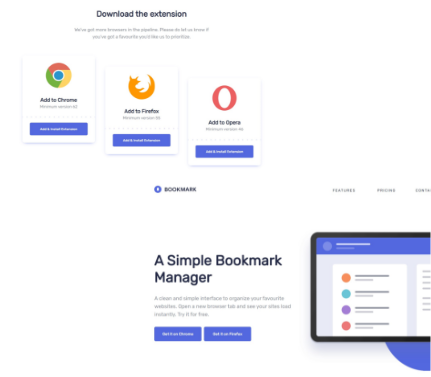 Download the extension
We've got more browsers in the pipeline. Please do let us know if
you've got a favourite you'd like us to prioritize.
Add to Chrome
Minimum version 62
Add & Install Extension
Add to Firefox
Minimum version 55
Add & Install Extension
Add to Opera
Minimum version 46
Add & Install Extension
BOOKMARK
FEATURES PRICING CONTA
A Simple Bookmark
Manager
A clean and simple interface to organize your favourite
websites. Open a new browser tab and see your sites load
instantly. Try it for free.
Get it on Chrome
Get it on Firefox